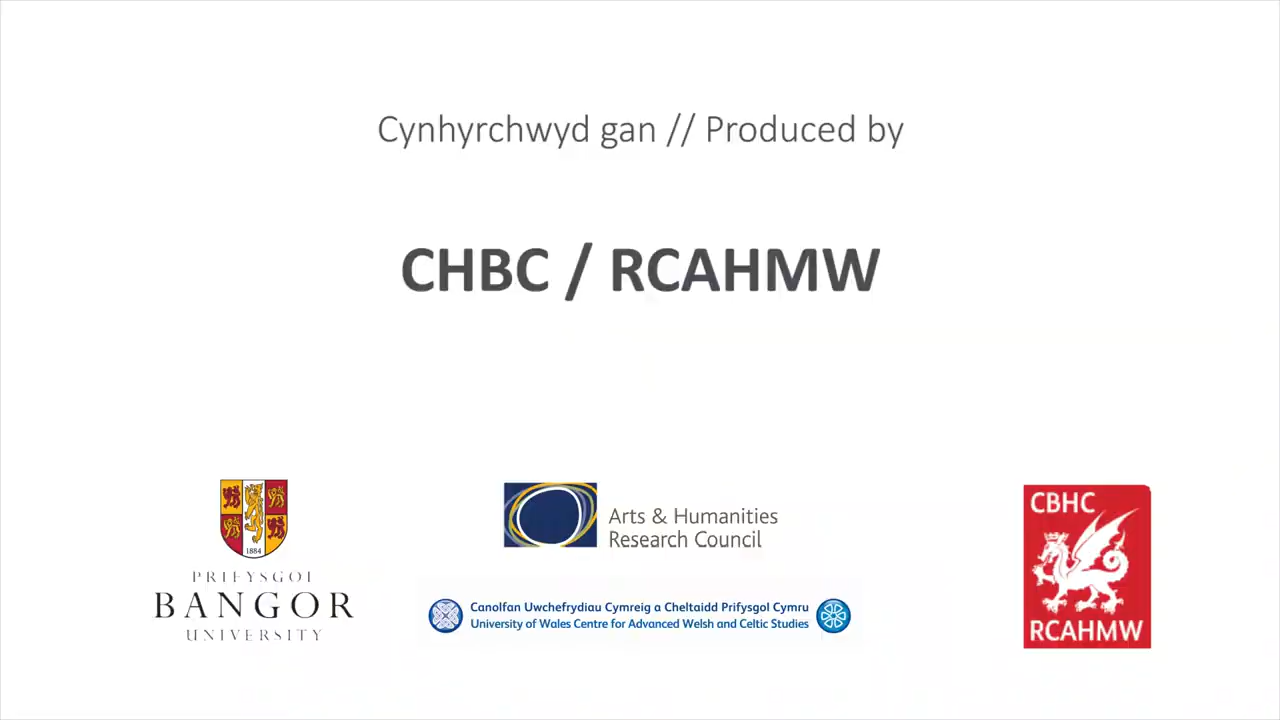 Cynhyrchwyd gan // Produced by
CHBC / RCAHMW
1884
PRIFYSGOL
BANGOR
UNIVERSITY
Arts & Humanities
Research Council
Canolfan Uwchefrydiau Cymreig a Cheltaidd Prifysgol Cymru
University of Wales Centre for Advanced Welsh and Celtic Studies
CBHC
RCAHMW